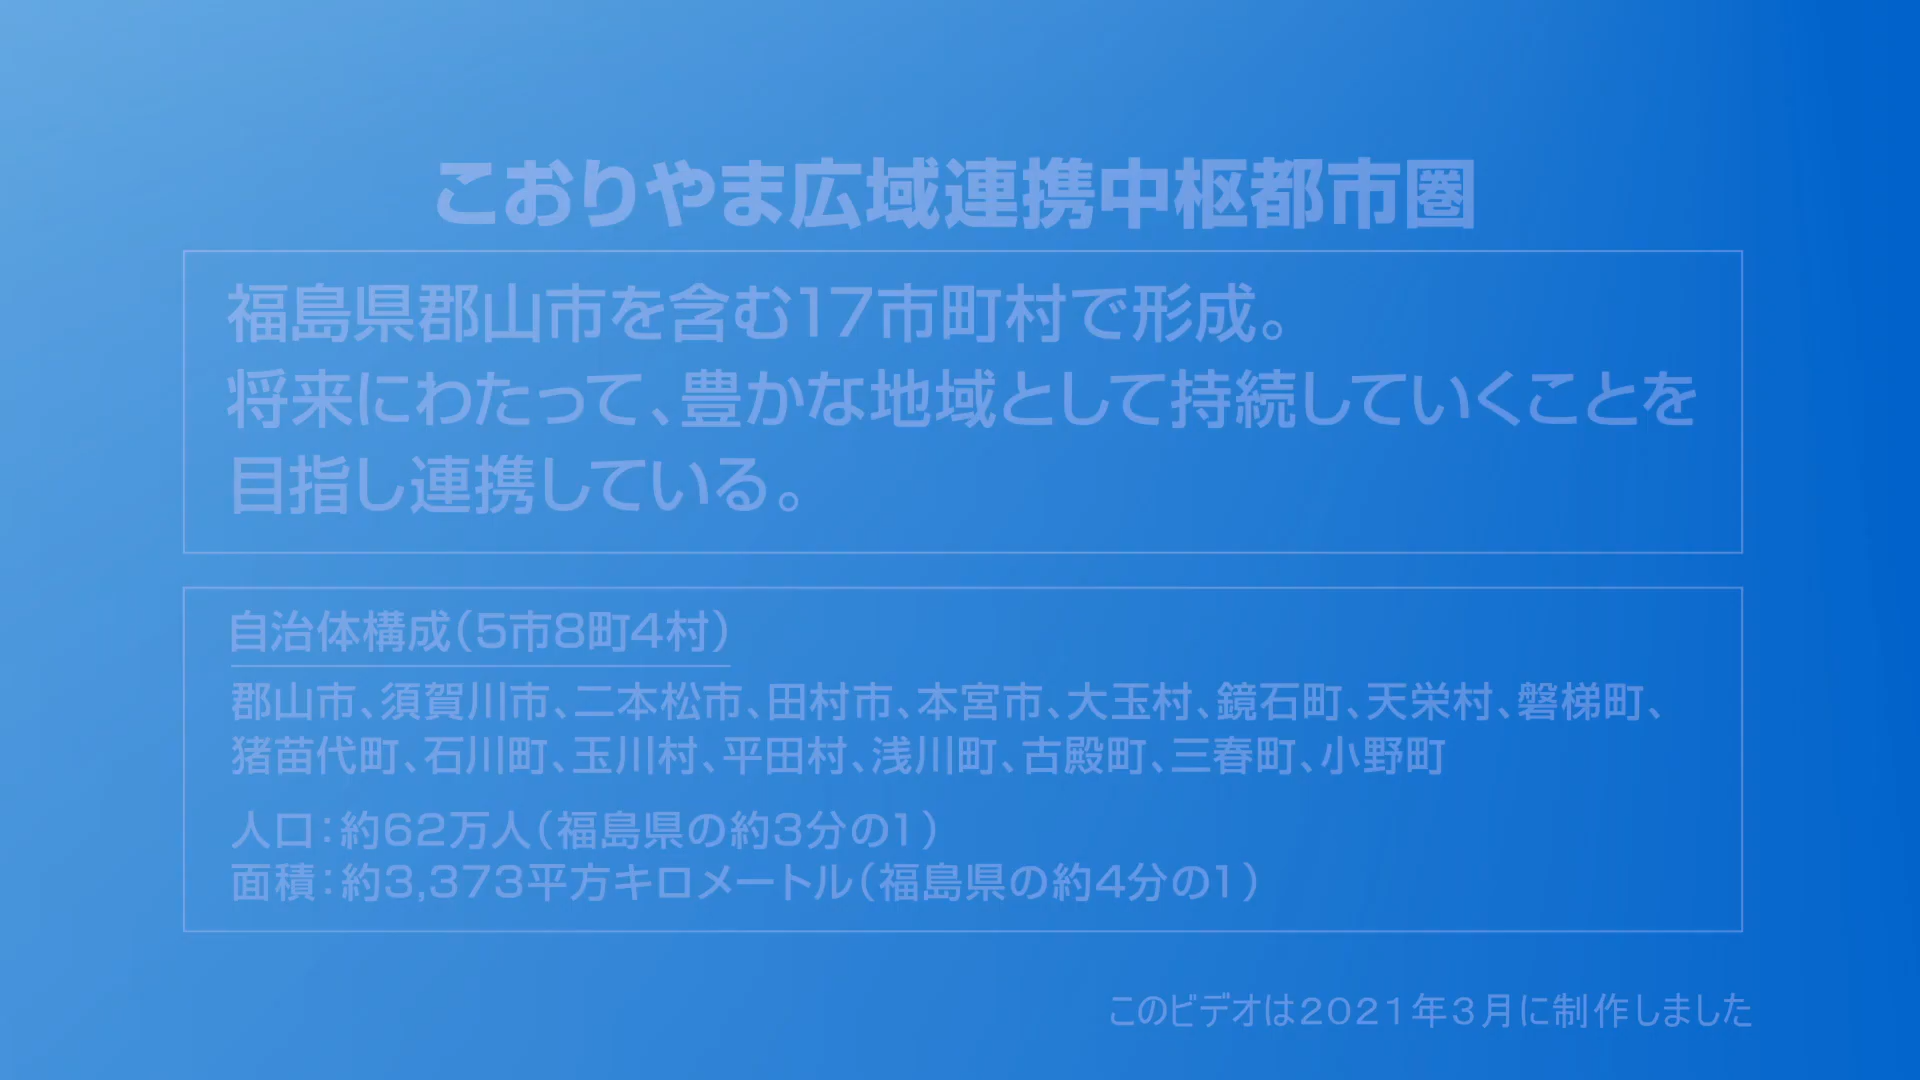 こおりやま広域連携中枢都市圏
福島県郡山市を含む17市町村で形成。
将来にわたって、豊かな地域として持続していくことを
目指し連携している。
自治体構成（5市8町4村）
郡山市、須賀川市、二本松市、田村市、本宮市、大玉村、鏡石町、天栄村、磐梯町、
猪苗代町、石川町、玉川村、平田村、浅川町、古殿町、三春町、小野町
人口：約62万人（福島県の約3分の1）
面積：約3,373平方キロメートル（福島県の約4分の1）
このビデオは2021年3月に制作しました